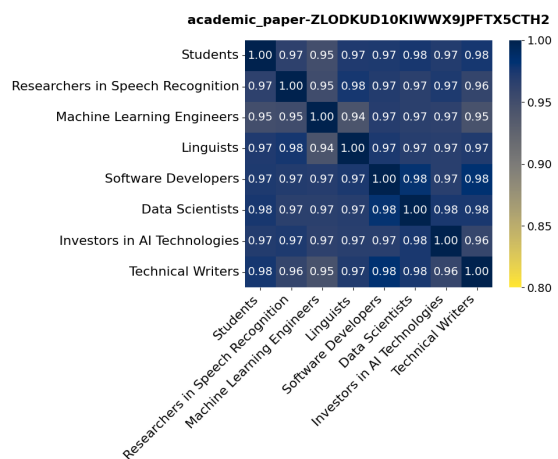 academic_paper-ZLODKUD10KIWWX9JPFTX5CTH2
Students 1.00 0.97 0.95 0.97 0.97 0.98 0.97 0.98
Researchers in Speech Recognition 0.97 1.00 0.95 0.98 0.97 0.97 0.97 0.96
Machine Learning Engineers 0.95 0.95 1.00 0.94 0.97 0.97 0.97 0.95
Linguists 0.97 0.98 0.94 1.00 0.97 0.97 0.97 0.97
Software Developers 0.97 0.97 0.97 0.97 1.00 0.98 0.97 0.98
Data Scientists 0.98 0.97 0.97 0.97 0.98 1.00 0.98 0.98
Investors in AI Technologies 0.97 0.97 0.97 0.97 0.97 0.98 1.00 0.96
Technical Writers 0.98 0.96 0.95 0.97 0.98 0.98 0.96 1.00
Students
Researchers in Speech Recognition
Machine Learning Engineers
Linguists
Software Developers
Data Scientists
Investors in AI Technologies
Technical Writers
1.00
0.95
0.90
0.85
0.80